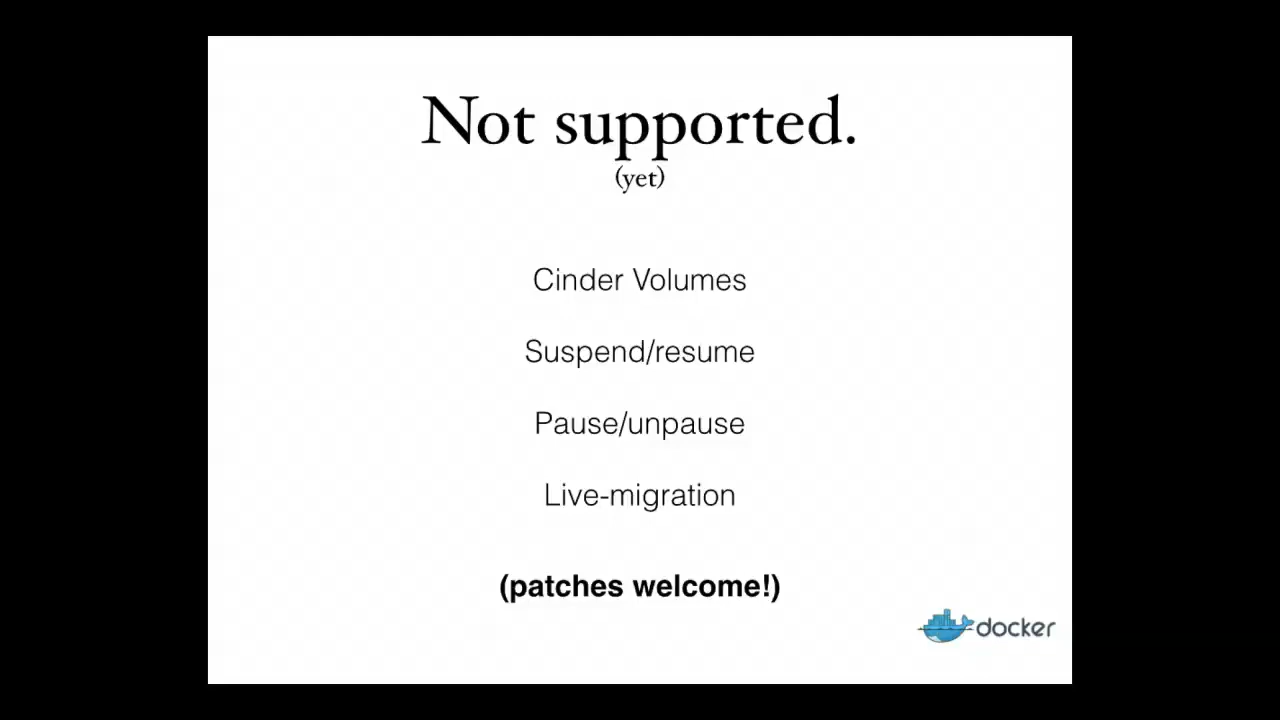 Not supported.
(yet)
Cinder Volumes
Suspend/resume
Pause/unpause
Live-migration
(patches welcome!)
docker